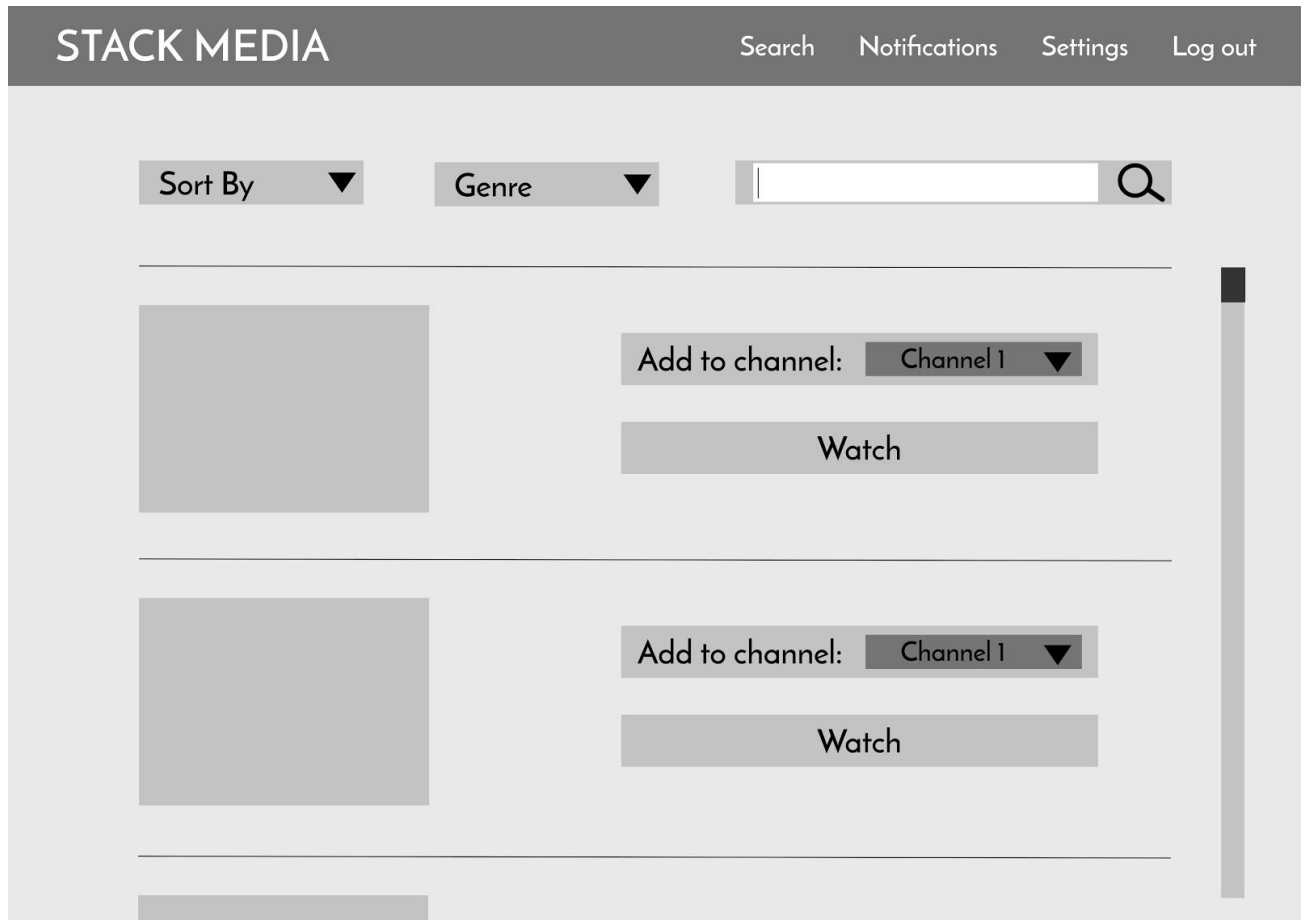 STACK MEDIA Search Notifications Settings Log out
Sort By Genre
Add to channel: Channel 1
Watch
Add to channel: Channel 1
Watch